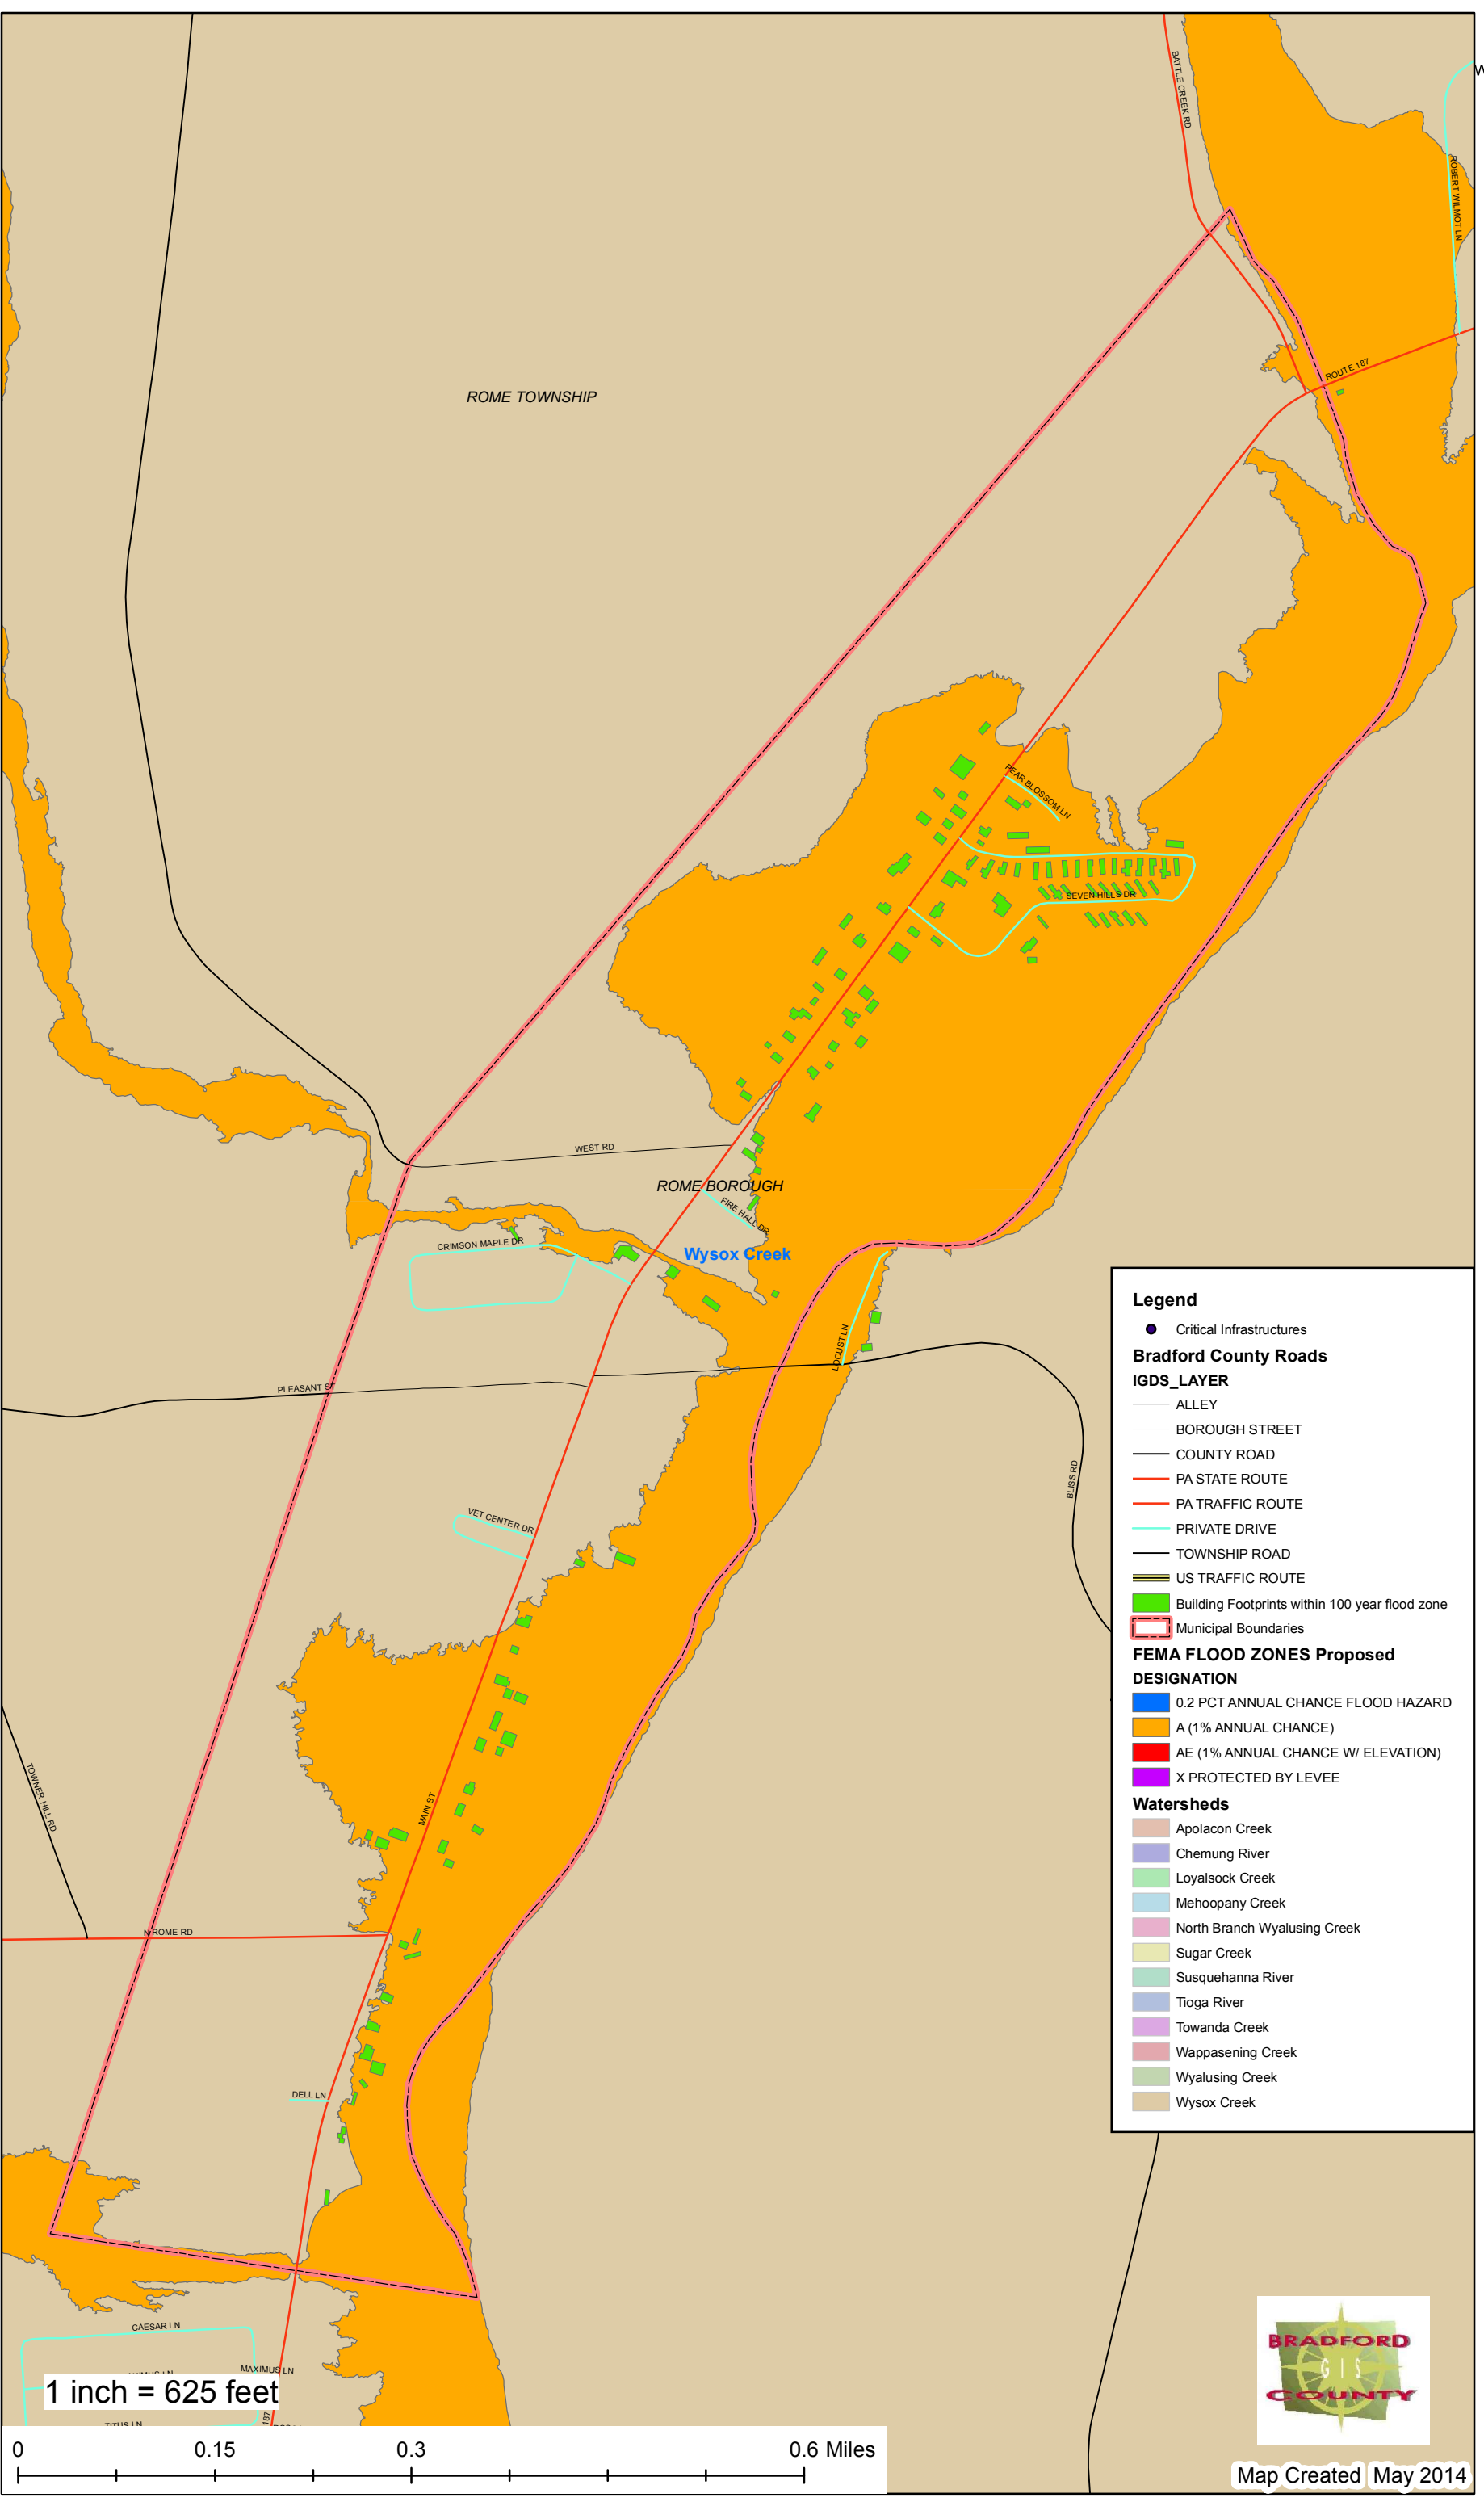 W
BATTLE CREEK RD
ROBERT WILMOT LN
ROUTE 187
ROME TOWNSHIP
PEAR BLOSSOM LN
SEVEN HILLS DR
WEST RD
ROME BOROUGH
FIRE HALL DR
CRIMSON MAPLE DR
Wysox Creek
LOCUST LN
PLEASANT ST
BLISS RD
VET CENTER DR
TOWNER HILL RD
MAIN ST
N ROME RD
DELL LN
CAESAR LN
MAXIMUS LN
TITUS LN
187
1 inch = 625 feet
0 0.15 0.3 0.6 Miles
Legend
Critical Infrastructures
Bradford County Roads
IGDS_LAYER
ALLEY
BOROUGH STREET
COUNTY ROAD
PA STATE ROUTE
PA TRAFFIC ROUTE
PRIVATE DRIVE
TOWNSHIP ROAD
US TRAFFIC ROUTE
Building Footprints within 100 year flood zone
Municipal Boundaries
FEMA FLOOD ZONES Proposed
DESIGNATION
0.2 PCT ANNUAL CHANCE FLOOD HAZARD
A (1% ANNUAL CHANCE)
AE (1% ANNUAL CHANCE W/ ELEVATION)
X PROTECTED BY LEVEE
Watersheds
Apolacon Creek
Chemung River
Loyalsock Creek
Mehoopany Creek
North Branch Wyalusing Creek
Sugar Creek
Susquehanna River
Tioga River
Towanda Creek
Wappasening Creek
Wyalusing Creek
Wysox Creek
BRADFORD
GIS
COUNTY
Map Created May 2014